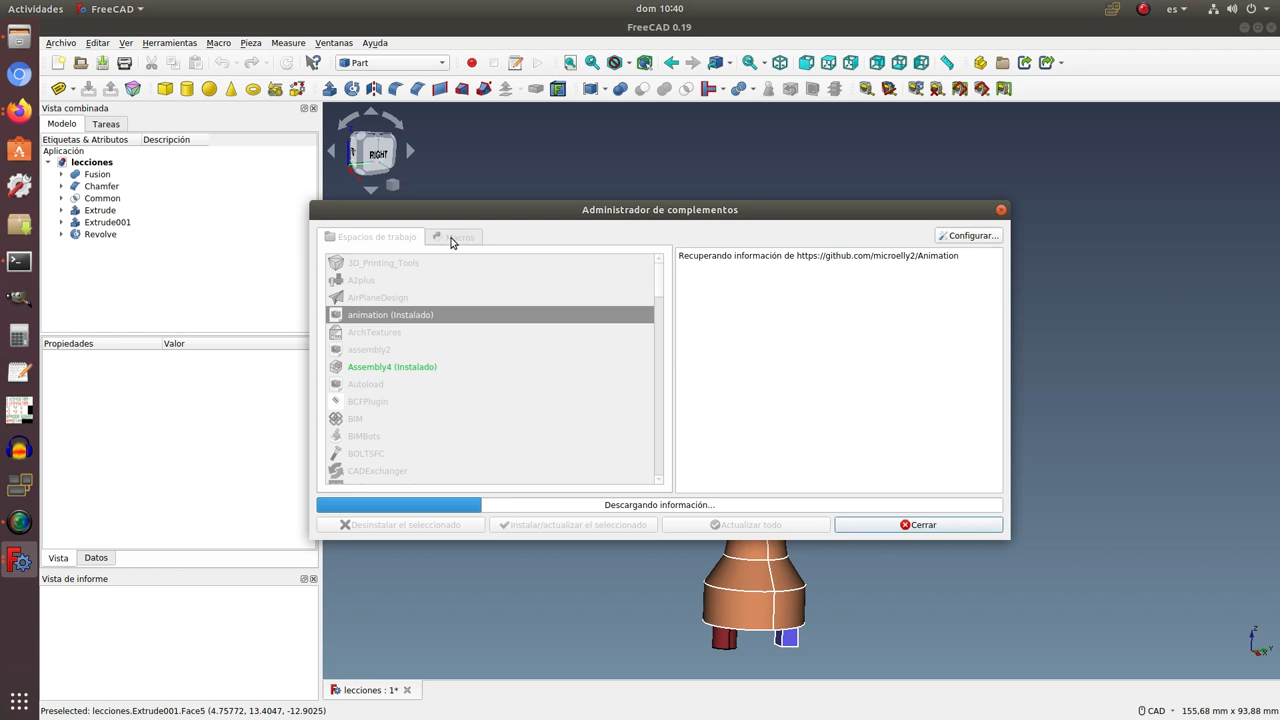 Actividades
FreeCAD
dom 10:40
es
FreeCAD 0.19
Archivo
Editar
Ver
Herramientas
Macro
Pieza
Measure
Ventanas
Ayuda
Part
Vista combinada
Modelo
Tareas
Etiquetas & Atributos
Descripción
Aplicación
lecciones
Fusion
Chamfer
Common
Extrude
Extrude001
Revolve
Propiedades
Valor
Vista
Datos
Vista de informe
RIGHT
Administrador de complementos
Espacios de trabajo
Macros
Configurar...
3D_Printing_Tools
A2plus
AirPlaneDesign
animation (Instalado)
ArchTextures
assembly2
Assembly4 (Instalado)
Autoload
BCFPlugin
BIM
BIMBots
BOLTSFC
CADExchanger
Recuperando información de https://github.com/microelly2/Animation
Descargando información...
Desinstalar el seleccionado
Instalar/actualizar el seleccionado
Actualizar todo
Cerrar
lecciones : 1*
Preselected: lecciones.Extrude001.Face5 (4.75772, 13.4047, -12.9025)
CAD
155,68 mm x 93,88 mm